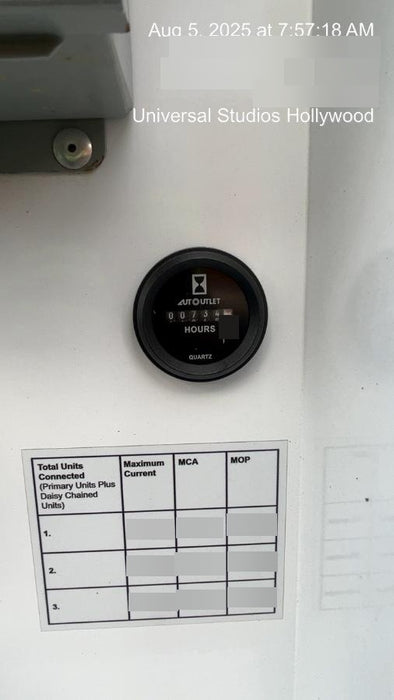 Aug 5, 2025 at 7:57:18 AM
Universal Studios Hollywood
AUTOUTLET
00734
HOURS
QUARTZ
Total Units Connected (Primary Units Plus Daisy Chained Units)
Maximum Current
MCA
MOP
1.
2.
3.